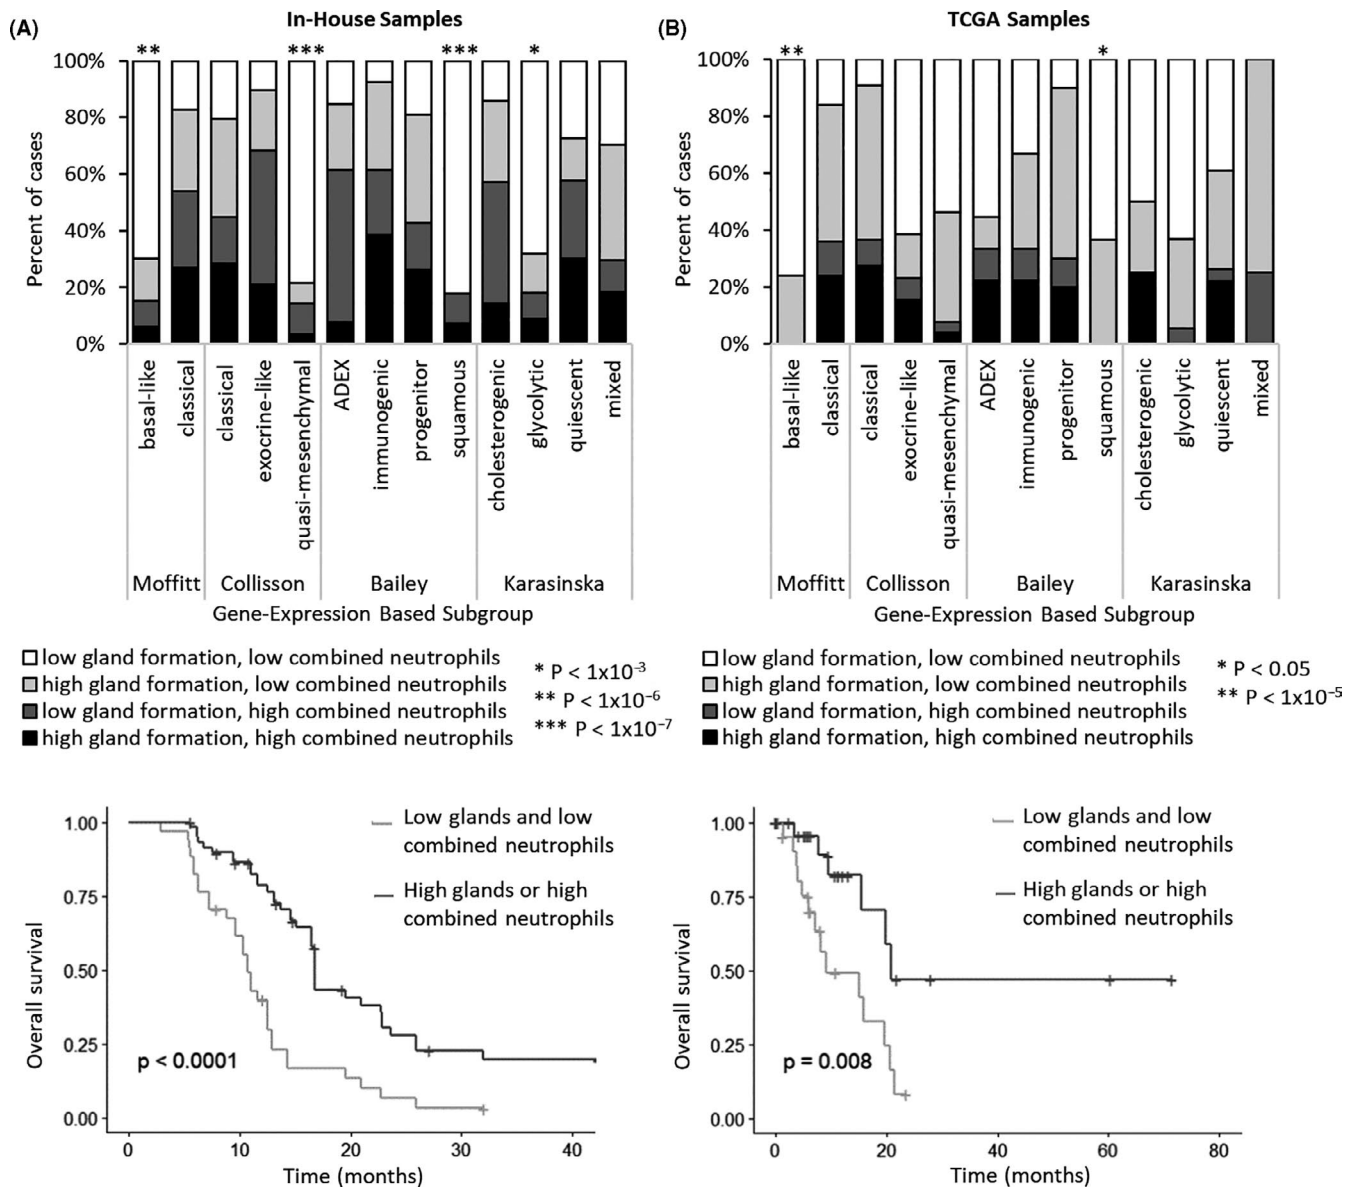 (A)
In-House Samples
** *** *** *
100%
80%
60%
40%
20%
0%
Percent of cases
basal-like
classical
classical
exocrine-like
quasi-mesenchymal
ADEX
immunogenic
progenitor
squamous
cholesterogenic
glycolytic
quiescent
mixed
Moffitt Collisson Bailey Karasinska
Gene-Expression Based Subgroup
low gland formation, low combined neutrophils
high gland formation, low combined neutrophils
low gland formation, high combined neutrophils
high gland formation, high combined neutrophils
* P < 1x10⁻³
** P < 1x10⁻⁶
*** P < 1x10⁻⁷
1.00
0.75
0.50
0.25
0.00
Overall survival
Low glands and low
combined neutrophils
High glands or high
combined neutrophils
p < 0.0001
0 10 20 30 40
Time (months)
(B)
TCGA Samples
** *
100%
80%
60%
40%
20%
0%
Percent of cases
basal-like
classical
classical
exocrine-like
quasi-mesenchymal
ADEX
immunogenic
progenitor
squamous
cholesterogenic
glycolytic
quiescent
mixed
Moffitt Collisson Bailey Karasinska
Gene-Expression Based Subgroup
low gland formation, low combined neutrophils
high gland formation, low combined neutrophils
low gland formation, high combined neutrophils
high gland formation, high combined neutrophils
* P < 0.05
** P < 1x10⁻⁵
1.00
0.75
0.50
0.25
0.00
Overall survival
Low glands and low
combined neutrophils
High glands or high
combined neutrophils
p = 0.008
0 20 40 60 80
Time (months)